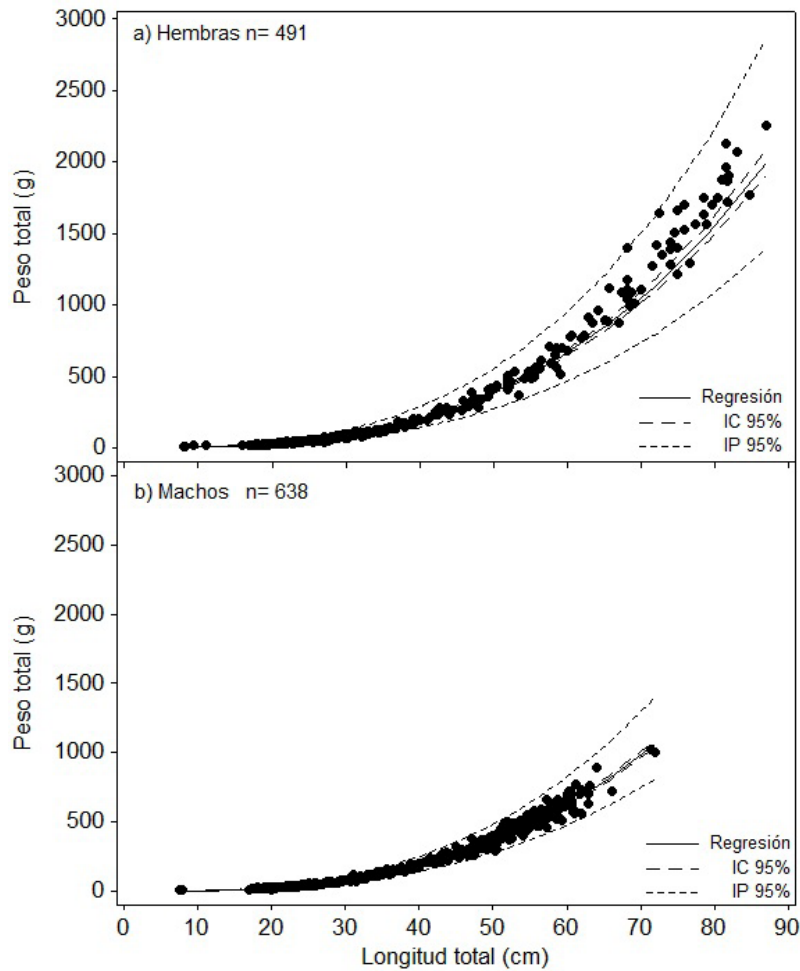 a) Hembras n= 491
Peso total (g)
3000
2500
2000
1500
1000
500
0
Regresión
IC 95%
IP 95%
b) Machos n= 638
Peso total (g)
3000
2500
2000
1500
1000
500
0
Regresión
IC 95%
IP 95%
0 10 20 30 40 50 60 70 80 90
Longitud total (cm)